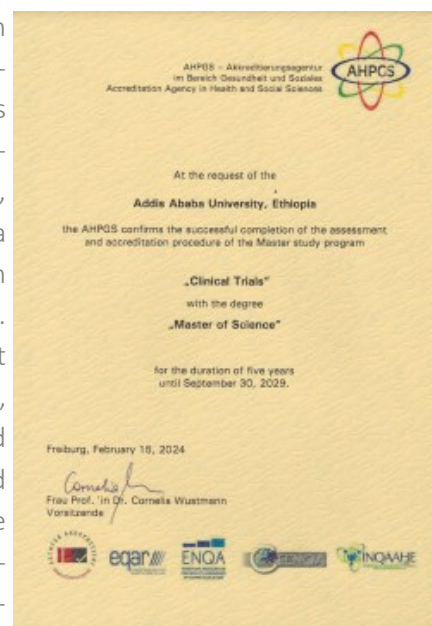 AHPGS – Akkreditierungsagentur
im Bereich Gesundheit und Soziales
Accreditation Agency in Health and Social Sciences
AHPGS
At the request of the
Addis Ababa University, Ethiopia
the AHPGS confirms the successful completion of the assessment
and accreditation procedure of the Master study program
„Clinical Trials"
with the degree
„Master of Science"
for the duration of five years
until September 30, 2029.
Freiburg, February 15, 2024
Cornelia
Frau Prof. 'in Dr. Cornelia Wustmann
Vorsitzende
eqar ENQA INQAAHE